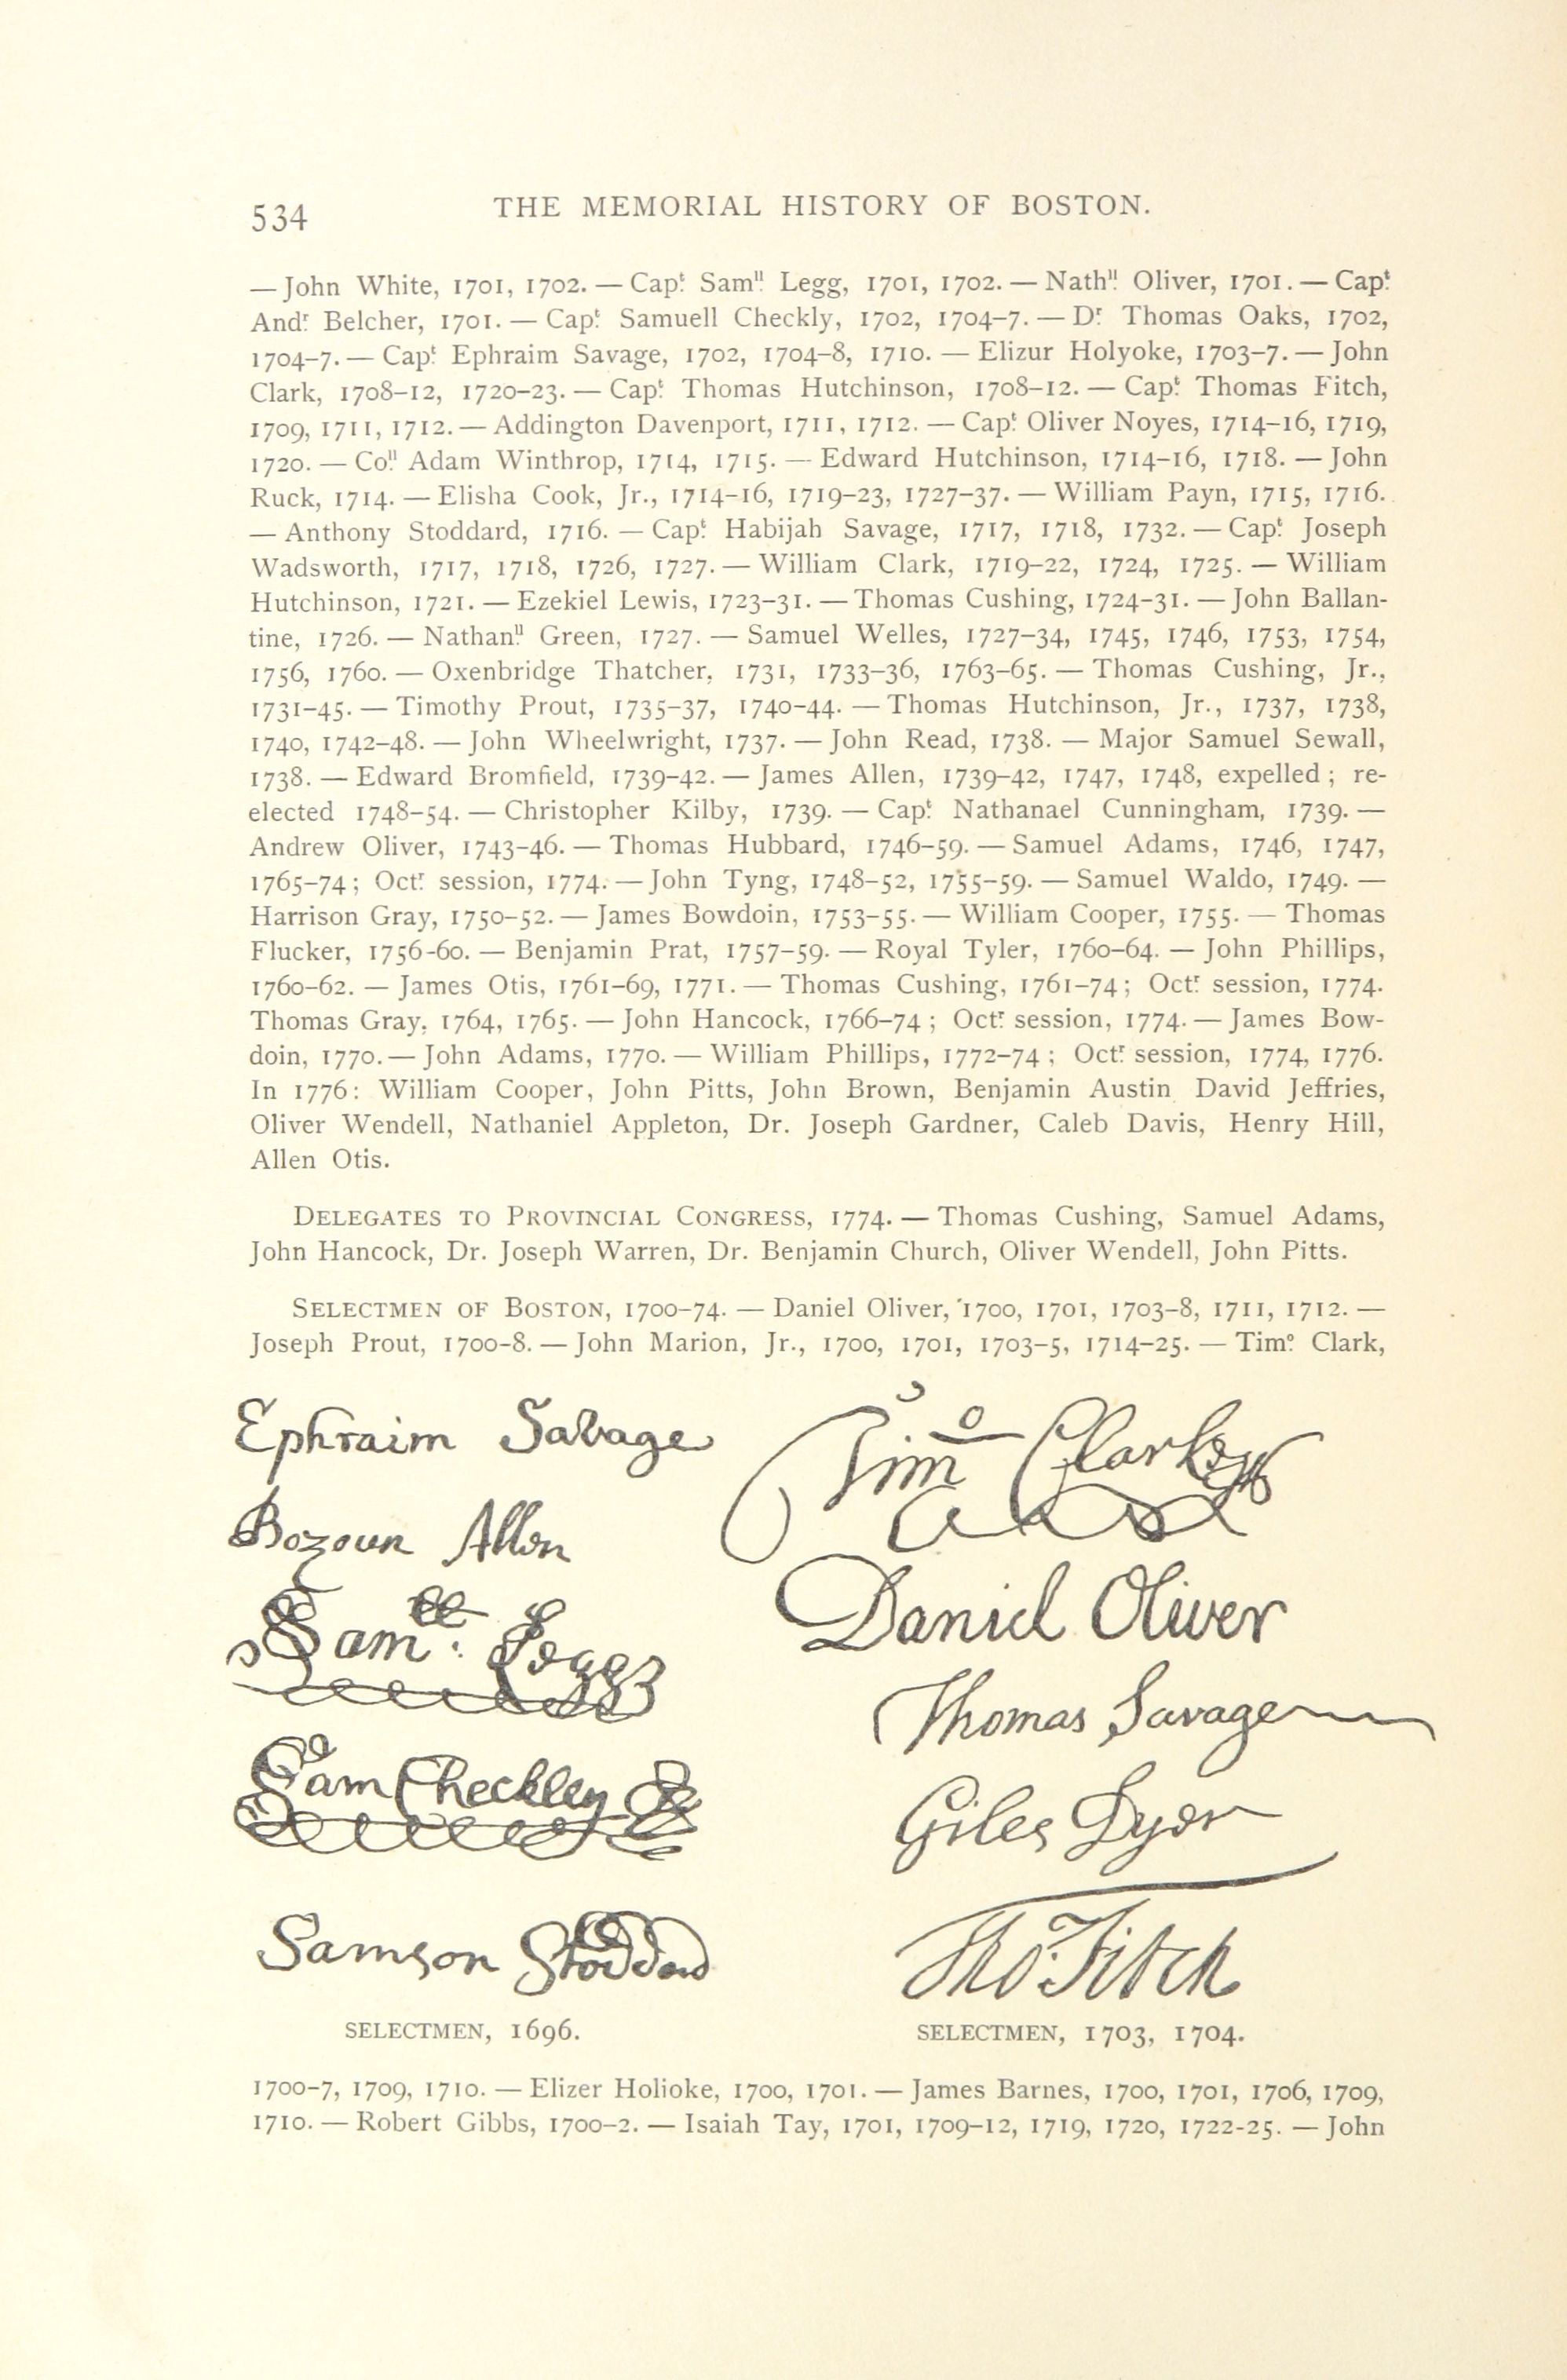 534
THE MEMORIAL HISTORY OF BOSTON.
— John White, 1701, 1702. — Capt. Samll. Legg, 1701, 1702. — Nathll. Oliver, 1701. — Capt.
Andr. Belcher, 1701. — Capt. Samuell Checkly, 1702, 1704–7. — Dr. Thomas Oaks, 1702,
1704–7. — Capt. Ephraim Savage, 1702, 1704–8, 1710. — Elizur Holyoke, 1703–7. — John
Clark, 1708–12, 1720–23. — Capt. Thomas Hutchinson, 1708–12. — Capt. Thomas Fitch,
1709, 1711, 1712. — Addington Davenport, 1711, 1712. — Capt. Oliver Noyes, 1714–16, 1719,
1720. — Coll. Adam Winthrop, 1714, 1715. — Edward Hutchinson, 1714–16, 1718. — John
Ruck, 1714. — Elisha Cook, Jr., 1714–16, 1719–23, 1727–37. — William Payn, 1715, 1716.
— Anthony Stoddard, 1716. — Capt. Habijah Savage, 1717, 1718, 1732. — Capt. Joseph
Wadsworth, 1717, 1718, 1726, 1727. — William Clark, 1719–22, 1724, 1725. — William
Hutchinson, 1721. — Ezekiel Lewis, 1723–31. — Thomas Cushing, 1724–31. — John Ballan-
tine, 1726. — Nathanll. Green, 1727. — Samuel Welles, 1727–34, 1745, 1746, 1753, 1754,
1756, 1760. — Oxenbridge Thatcher, 1731, 1733–36, 1763–65. — Thomas Cushing, Jr.,
1731–45. — Timothy Prout, 1735–37, 1740–44. — Thomas Hutchinson, Jr., 1737, 1738,
1740, 1742–48. — John Wheelwright, 1737. — John Read, 1738. — Major Samuel Sewall,
1738. — Edward Bromfield, 1739–42. — James Allen, 1739–42, 1747, 1748, expelled; re-
elected 1748–54. — Christopher Kilby, 1739. — Capt. Nathanael Cunningham, 1739. —
Andrew Oliver, 1743–46. — Thomas Hubbard, 1746–59. — Samuel Adams, 1746, 1747,
1765–74; Octr. session, 1774. — John Tyng, 1748–52, 1755–59. — Samuel Waldo, 1749. —
Harrison Gray, 1750–52. — James Bowdoin, 1753–55. — William Cooper, 1755. — Thomas
Flucker, 1756-60. — Benjamin Prat, 1757–59. — Royal Tyler, 1760–64. — John Phillips,
1760–62. — James Otis, 1761–69, 1771. — Thomas Cushing, 1761–74; Octr. session, 1774.
Thomas Gray, 1764, 1765. — John Hancock, 1766–74; Octr. session, 1774. — James Bow-
doin, 1770. — John Adams, 1770. — William Phillips, 1772–74; Octr. session, 1774, 1776.
In 1776: William Cooper, John Pitts, John Brown, Benjamin Austin David Jeffries,
Oliver Wendell, Nathaniel Appleton, Dr. Joseph Gardner, Caleb Davis, Henry Hill,
Allen Otis.
DELEGATES TO PROVINCIAL CONGRESS, 1774. — Thomas Cushing, Samuel Adams,
John Hancock, Dr. Joseph Warren, Dr. Benjamin Church, Oliver Wendell, John Pitts.
SELECTMEN OF BOSTON, 1700–74. — Daniel Oliver, 1700, 1701, 1703–8, 1711, 1712. —
Joseph Prout, 1700–8. — John Marion, Jr., 1700, 1701, 1703–5, 1714–25. — Timo. Clark,
Ephraim Savage
Bozoun Allen
Samll: Legg
Sam Checkley
Samson Stoddard
SELECTMEN, 1696.
Timo Clarke
Daniel Oliver
Thomas Savage
Giles Dyer
Tho: Fitch
SELECTMEN, 1703, 1704.
1700–7, 1709, 1710. — Elizer Holioke, 1700, 1701. — James Barnes, 1700, 1701, 1706, 1709,
1710. — Robert Gibbs, 1700–2. — Isaiah Tay, 1701, 1709–12, 1719, 1720, 1722-25. — John